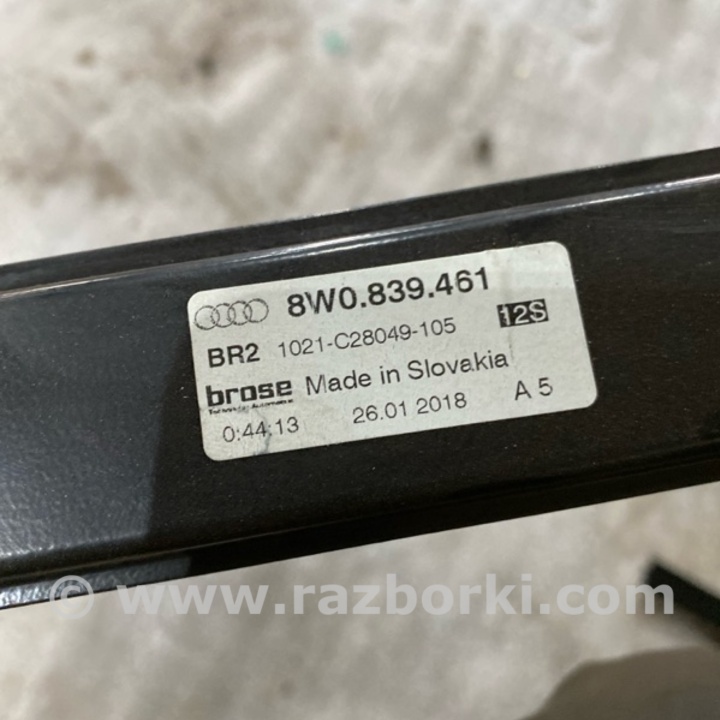 8W0.839.461
12S
BR2 1021-C28049-105
brose Made in Slovakia
0:44:13 26.01 2018 A 5
© www.razborki.com